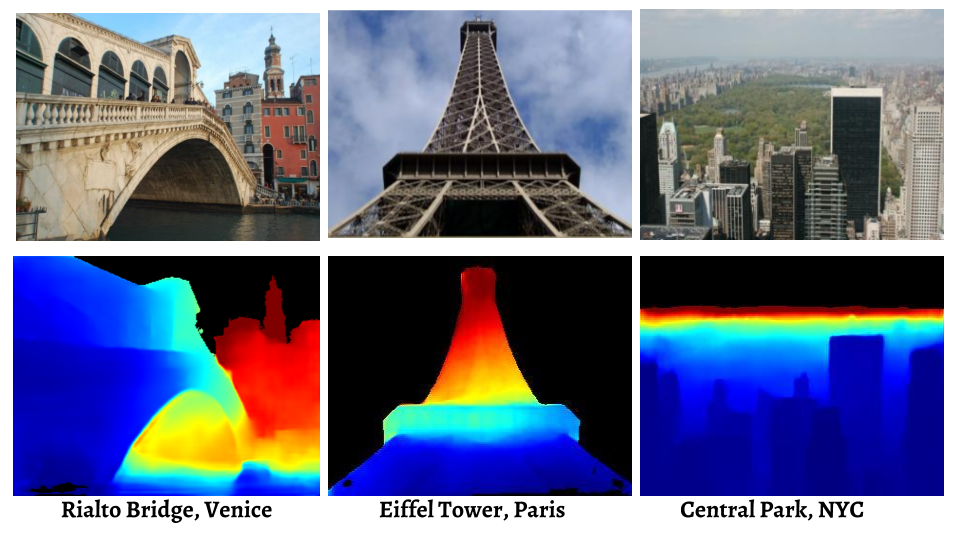 Rialto Bridge, Venice
Eiffel Tower, Paris
Central Park, NYC